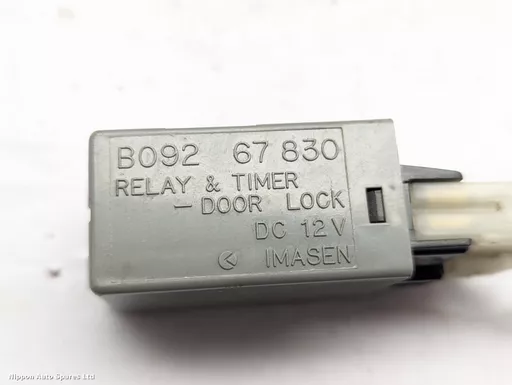 B092 67 830
RELAY & TIMER
— DOOR LOCK
DC 12V
IMASEN
Nippon Auto Spares Ltd